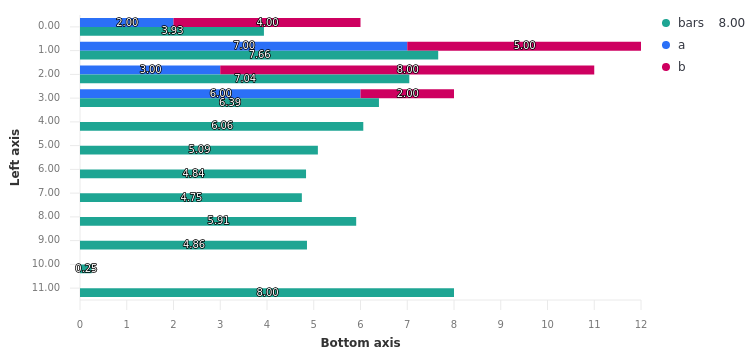 0.00 2.00 4.00
3.93
1.00 7.00 5.00
7.66
2.00 3.00 8.00
7.04
3.00 6.00 2.00
6.39
4.00 6.06
5.00 5.09
6.00 4.84
7.00 4.75
8.00 5.91
9.00 4.86
10.00 0.25
11.00 8.00
0 1 2 3 4 5 6 7 8 9 10 11 12
Bottom axis
Left axis
bars 8.00
a
b